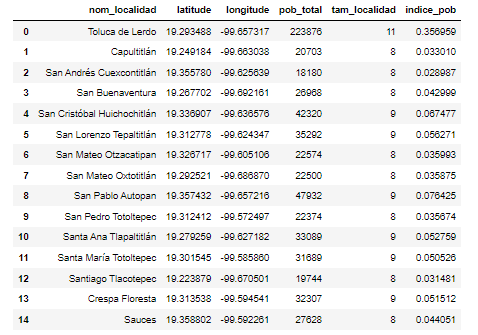 nom_localidad latitude longitude pob_total tam_localidad indice_pob
0 Toluca de Lerdo 19.293488 -99.657317 223876 11 0.356959
1 Capultitlán 19.249184 -99.663038 20703 8 0.033010
2 San Andrés Cuexcontitlán 19.355780 -99.625639 18180 8 0.028987
3 San Buenaventura 19.267702 -99.692161 26968 8 0.042999
4 San Cristóbal Huichochitlán 19.336907 -99.636576 42320 9 0.067477
5 San Lorenzo Tepaltitlán 19.312778 -99.624347 35292 9 0.056271
6 San Mateo Otzacatipan 19.326717 -99.605106 22574 8 0.035993
7 San Mateo Oxtotitlán 19.292521 -99.686870 22500 8 0.035875
8 San Pablo Autopan 19.357432 -99.657216 47932 9 0.076425
9 San Pedro Totoltepec 19.312412 -99.572497 22374 8 0.035674
10 Santa Ana Tlapaltitlán 19.279259 -99.627182 33089 9 0.052759
11 Santa María Totoltepec 19.301545 -99.585860 31689 9 0.050526
12 Santiago Tlacotepec 19.223879 -99.670501 19744 8 0.031481
13 Crespa Floresta 19.313538 -99.594541 32307 9 0.051512
14 Sauces 19.358802 -99.592261 27628 8 0.044051